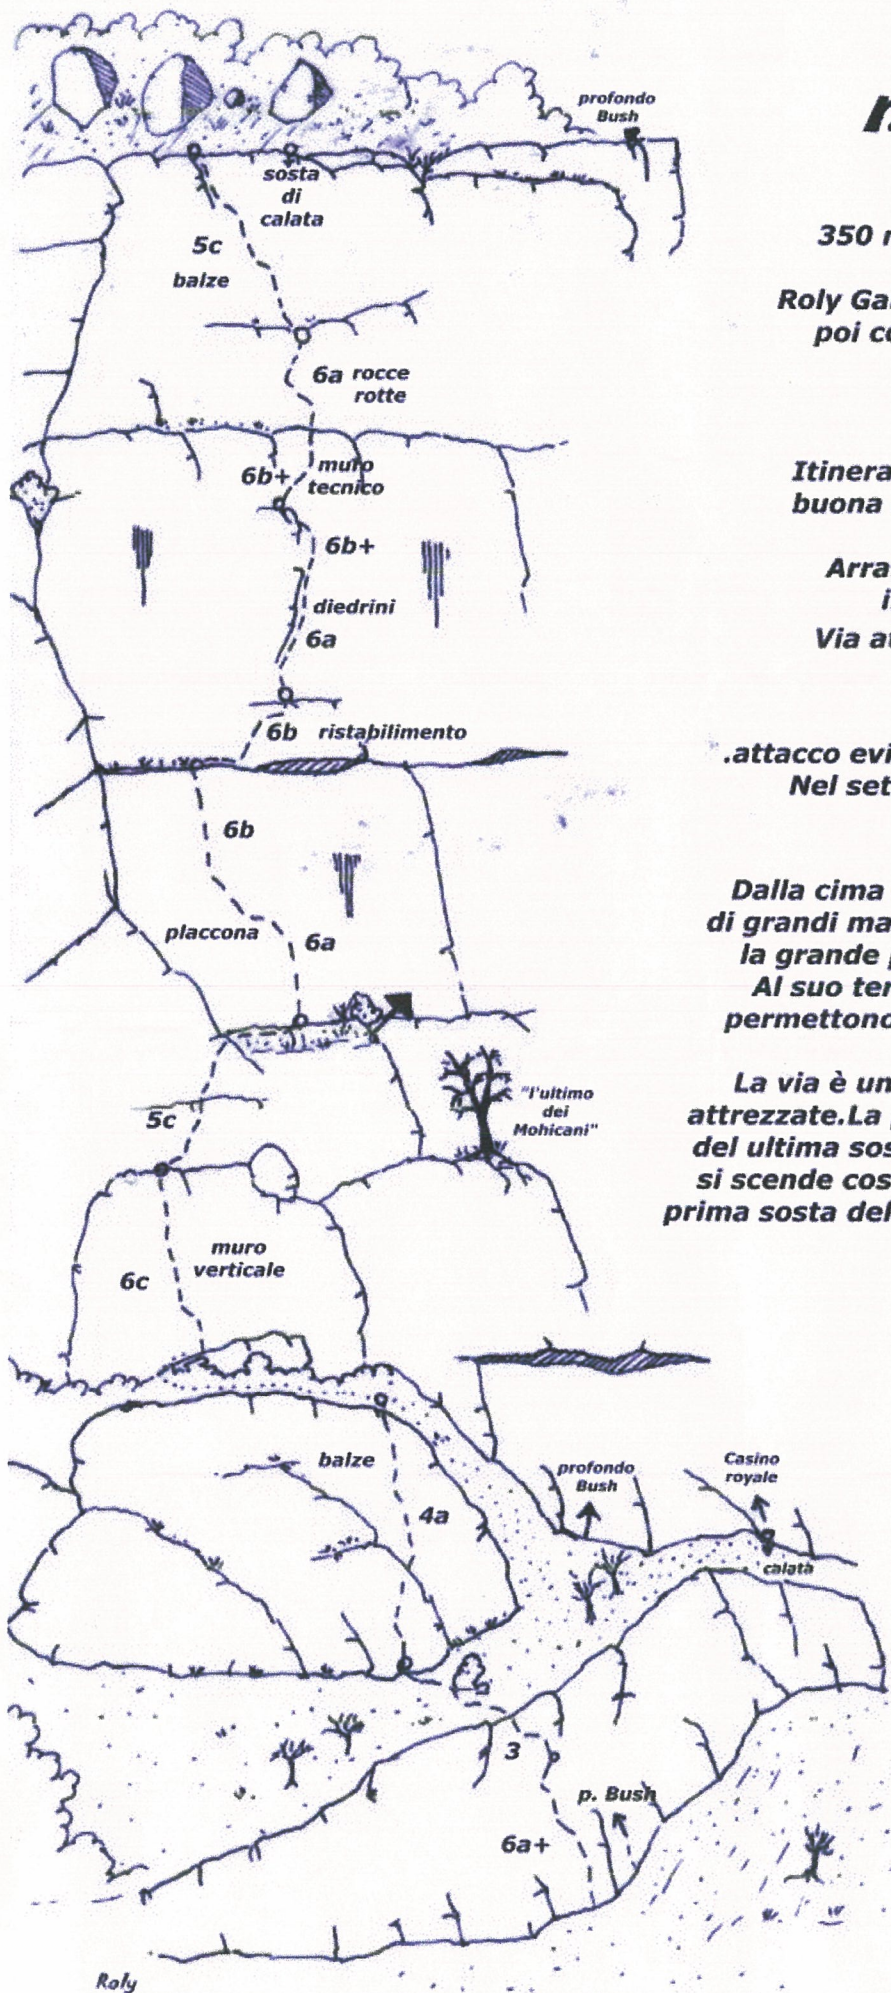 profondo
Bush
sosta
di
calata
5c
balze
6a rocce
rotte
6b+ muro
tecnico
6b+
diedrini
6a
6b ristabilimento
6b
placcona
6a
5c
"l'ultimo
dei
Mohicani"
muro
verticale
6c
balze
4a
profondo
Bush
Casino
royale
calata
3
p. Bush
6a+
Roly
350
Roly
poi
Itinera
buona
Arra
i
Via at
.attacco evi
Nel set
Dalla cima
di grandi ma
la grande
Al suo ter
permettono
La via è un
attrezzate.La
del ultima sos
si scende cos
prima sosta del